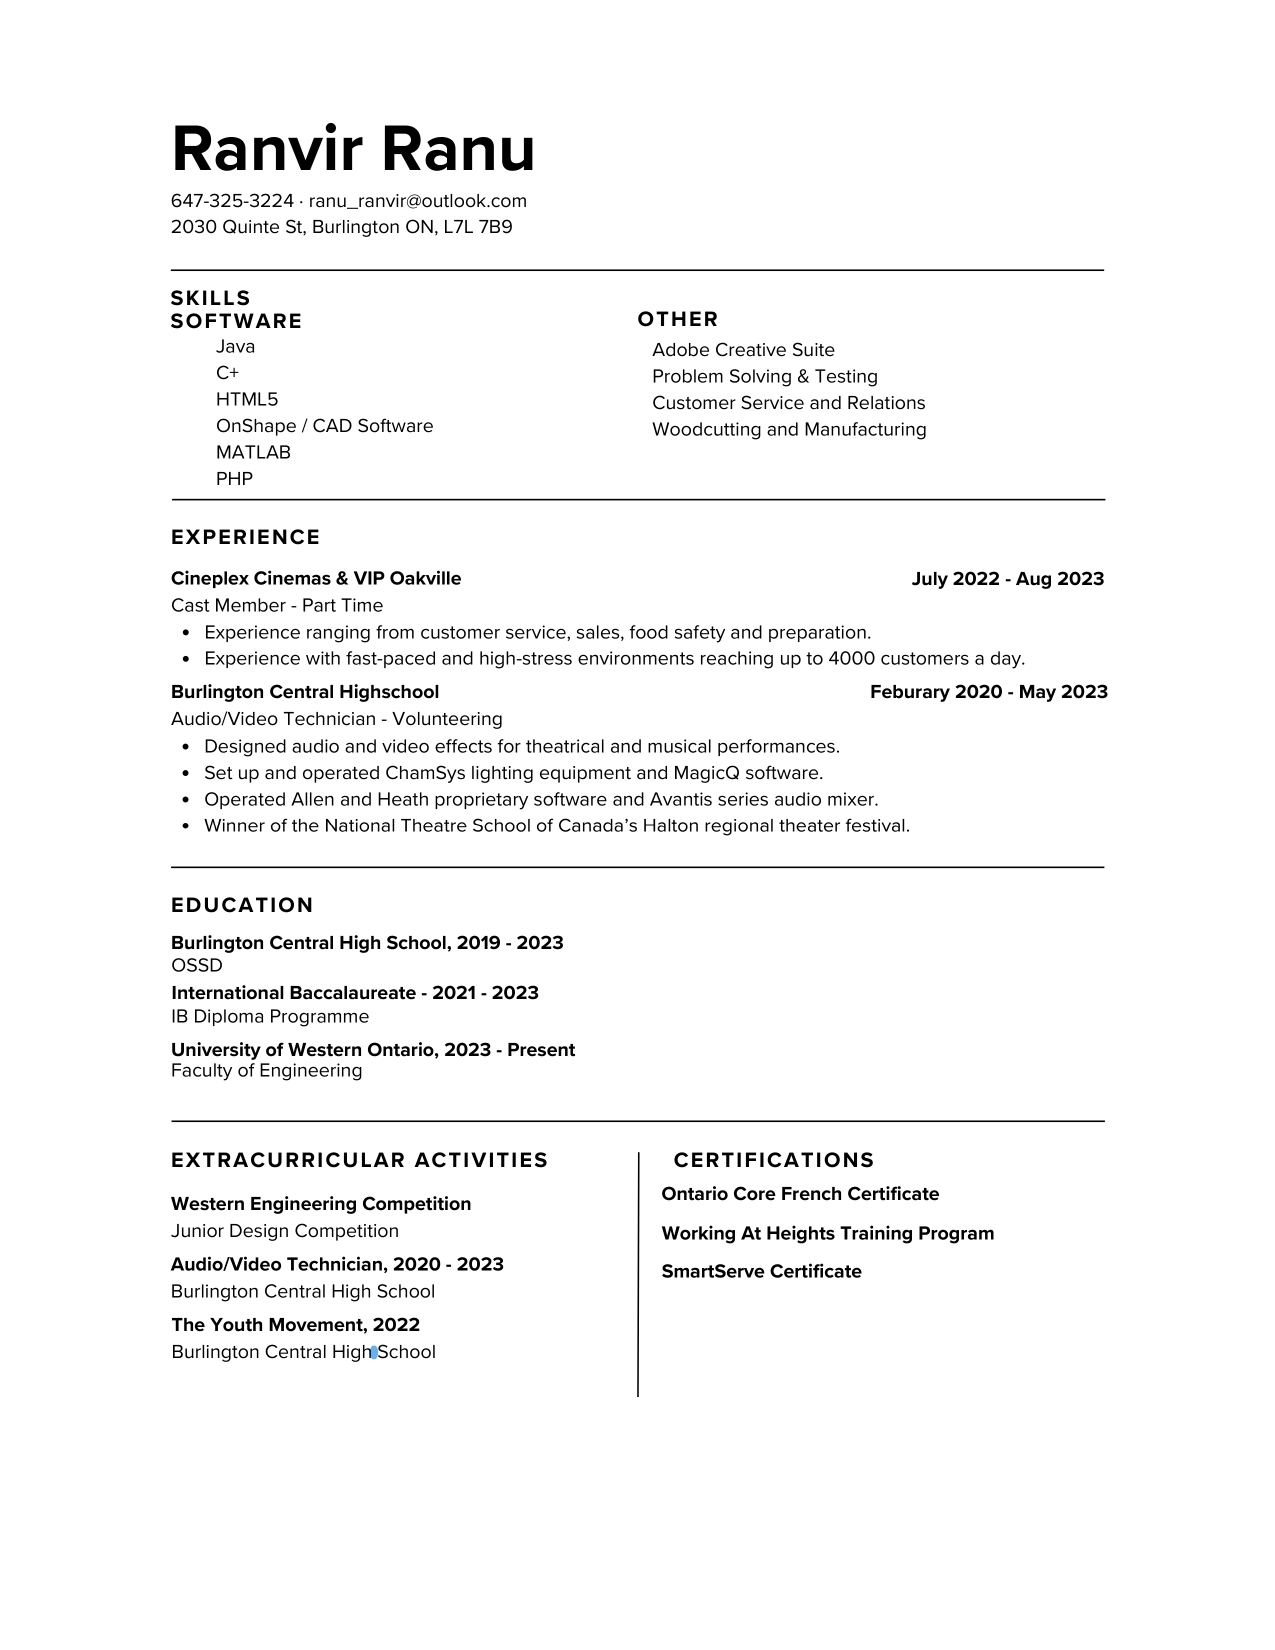 Ranvir Ranu
647-325-3224 · ranu_ranvir@outlook.com
2030 Quinte St, Burlington ON, L7L 7B9
SKILLS
SOFTWARE
Java
C+
HTML5
OnShape / CAD Software
MATLAB
PHP
OTHER
Adobe Creative Suite
Problem Solving & Testing
Customer Service and Relations
Woodcutting and Manufacturing
EXPERIENCE
Cineplex Cinemas & VIP Oakville July 2022 - Aug 2023
Cast Member - Part Time
• Experience ranging from customer service, sales, food safety and preparation.
• Experience with fast-paced and high-stress environments reaching up to 4000 customers a day.
Burlington Central Highschool Feburary 2020 - May 2023
Audio/Video Technician - Volunteering
• Designed audio and video effects for theatrical and musical performances.
• Set up and operated ChamSys lighting equipment and MagicQ software.
• Operated Allen and Heath proprietary software and Avantis series audio mixer.
• Winner of the National Theatre School of Canada’s Halton regional theater festival.
EDUCATION
Burlington Central High School, 2019 - 2023
OSSD
International Baccalaureate - 2021 - 2023
IB Diploma Programme
University of Western Ontario, 2023 - Present
Faculty of Engineering
EXTRACURRICULAR ACTIVITIES
Western Engineering Competition
Junior Design Competition
Audio/Video Technician, 2020 - 2023
Burlington Central High School
The Youth Movement, 2022
Burlington Central High School
CERTIFICATIONS
Ontario Core French Certificate
Working At Heights Training Program
SmartServe Certificate